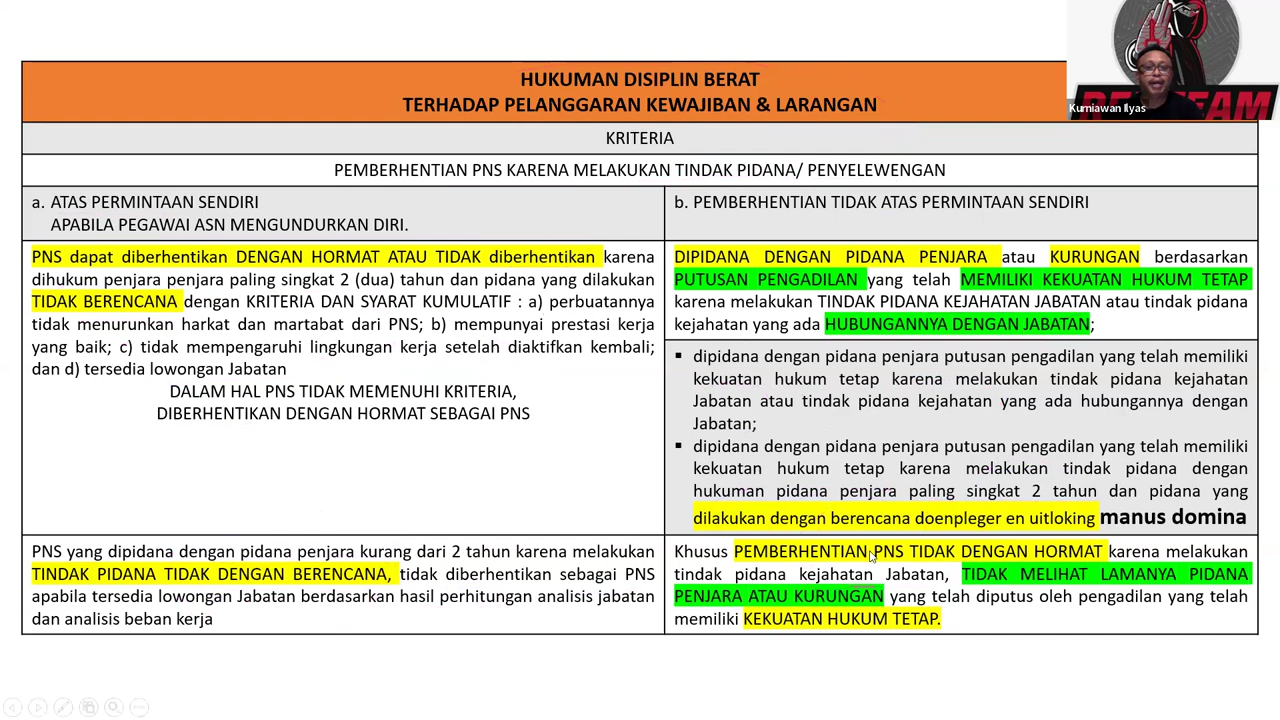 HUKUMAN DISIPLIN BERAT
TERHADAP PELANGGARAN KEWAJIBAN & LARANGAN
Kurniawan Ilyas
KRITERIA
PEMBERHENTIAN PNS KARENA MELAKUKAN TINDAK PIDANA/ PENYELEWENGAN
a. ATAS PERMINTAAN SENDIRI
APABILA PEGAWAI ASN MENGUNDURKAN DIRI.
b. PEMBERHENTIAN TIDAK ATAS PERMINTAAN SENDIRI
PNS dapat diberhentikan DENGAN HORMAT ATAU TIDAK diberhentikan karena
dihukum penjara penjara paling singkat 2 (dua) tahun dan pidana yang dilakukan
TIDAK BERENCANA dengan KRITERIA DAN SYARAT KUMULATIF : a) perbuatannya
tidak menurunkan harkat dan martabat dari PNS; b) mempunyai prestasi kerja
yang baik; c) tidak mempengaruhi lingkungan kerja setelah diaktifkan kembali;
dan d) tersedia lowongan Jabatan
DALAM HAL PNS TIDAK MEMENUHI KRITERIA,
DIBERHENTIKAN DENGAN HORMAT SEBAGAI PNS
DIPIDANA DENGAN PIDANA PENJARA atau KURUNGAN berdasarkan
PUTUSAN PENGADILAN yang telah MEMILIKI KEKUATAN HUKUM TETAP
karena melakukan TINDAK PIDANA KEJAHATAN JABATAN atau tindak pidana
kejahatan yang ada HUBUNGANNYA DENGAN JABATAN;
▪ dipidana dengan pidana penjara putusan pengadilan yang telah memiliki
kekuatan hukum tetap karena melakukan tindak pidana kejahatan
Jabatan atau tindak pidana kejahatan yang ada hubungannya dengan
Jabatan;
▪ dipidana dengan pidana penjara putusan pengadilan yang telah memiliki
kekuatan hukum tetap karena melakukan tindak pidana dengan
hukuman pidana penjara paling singkat 2 tahun dan pidana yang
dilakukan dengan berencana doenpleger en uitloking manus domina
PNS yang dipidana dengan pidana penjara kurang dari 2 tahun karena melakukan
TINDAK PIDANA TIDAK DENGAN BERENCANA, tidak diberhentikan sebagai PNS
apabila tersedia lowongan Jabatan berdasarkan hasil perhitungan analisis jabatan
dan analisis beban kerja
Khusus PEMBERHENTIAN PNS TIDAK DENGAN HORMAT karena melakukan
tindak pidana kejahatan Jabatan, TIDAK MELIHAT LAMANYA PIDANA
PENJARA ATAU KURUNGAN yang telah diputus oleh pengadilan yang telah
memiliki KEKUATAN HUKUM TETAP.